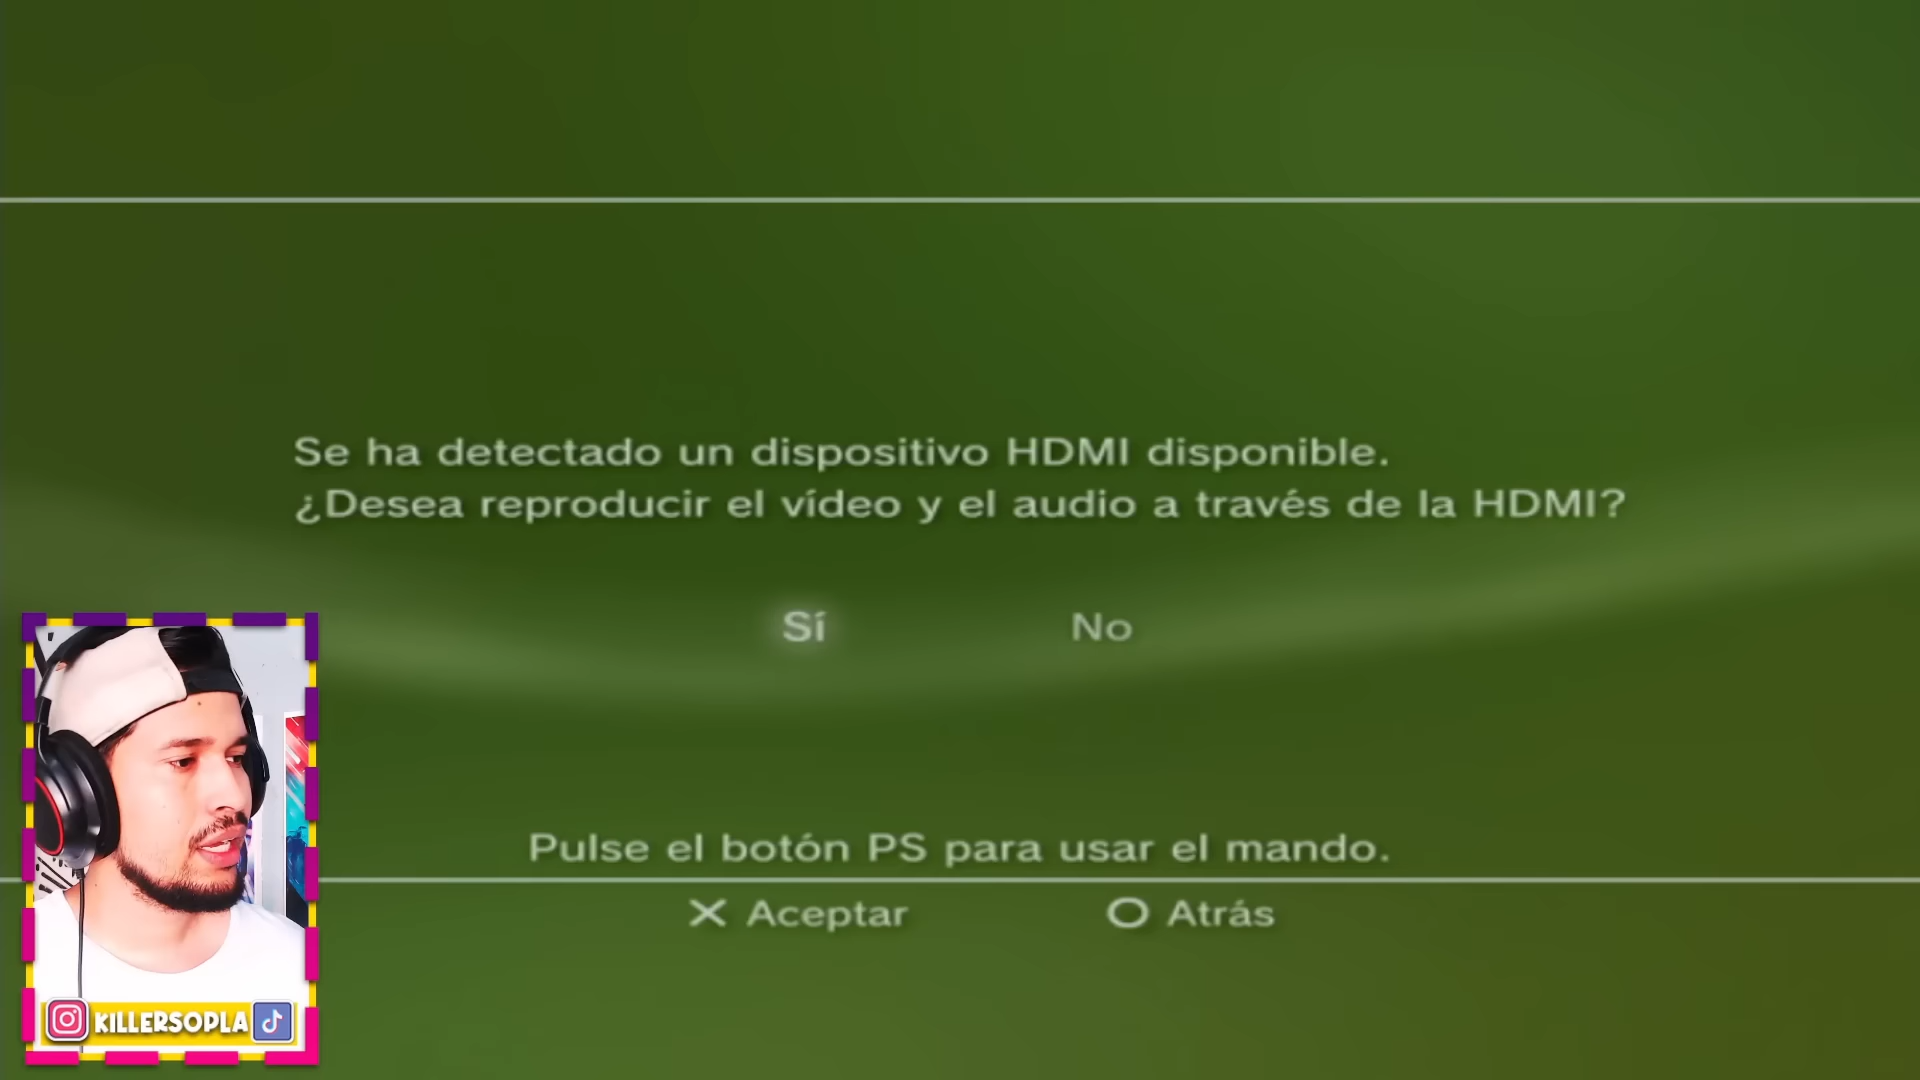 Se ha detectado un dispositivo HDMI disponible.
¿Desea reproducir el vídeo y el audio a través de la HDMI?
Sí No
Pulse el botón PS para usar el mando.
Aceptar Atrás
KILLERSOPLA